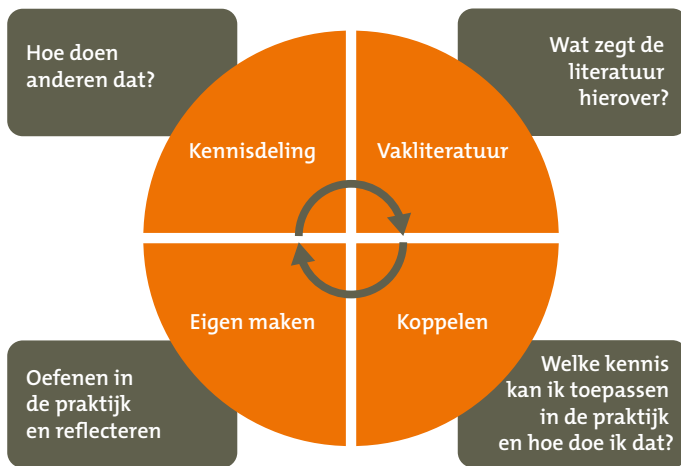 Hoe doen
anderen dat?
Wat zegt de
literatuur
hierover?
Kennisdeling
Vakliteratuur
Eigen maken
Koppelen
Oefenen in
de praktijk
en reflecteren
Welke kennis
kan ik toepassen
in de praktijk
en hoe doe ik dat?